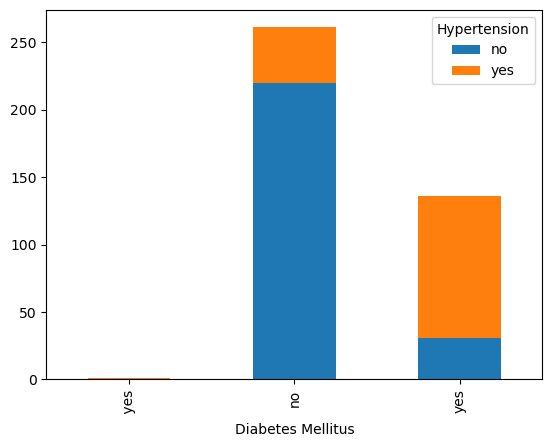 Hypertension
no
yes
250
200
150
100
50
0
yes
no
yes
Diabetes Mellitus